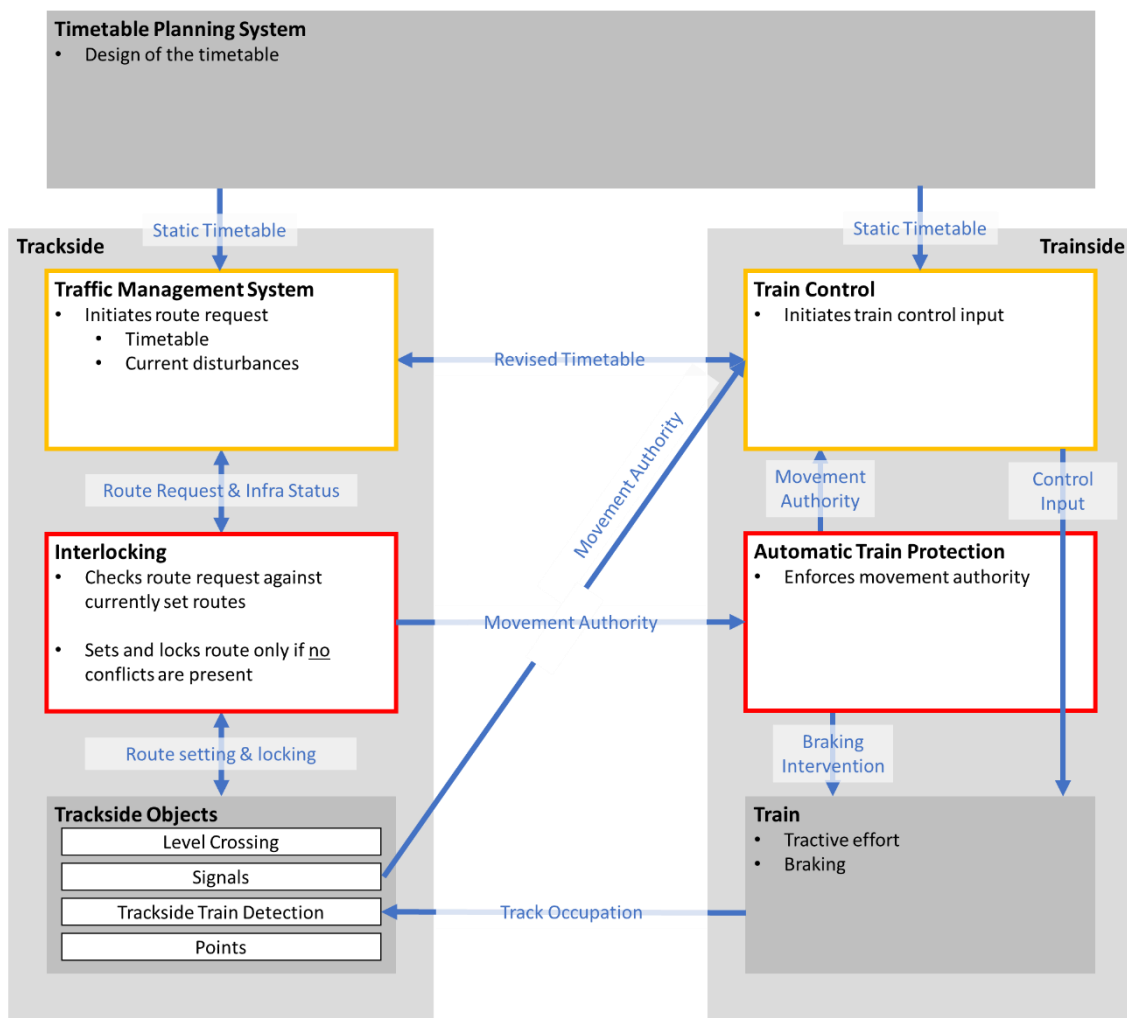 Timetable Planning System
• Design of the timetable
Static Timetable
Static Timetable
Trackside
Trainside
Traffic Management System
• Initiates route request
• Timetable
• Current disturbances
Train Control
• Initiates train control input
Revised Timetable
Movement Authority
Route Request & Infra Status
Movement
Authority
Control
Input
Interlocking
• Checks route request against
currently set routes
• Sets and locks route only if no
conflicts are present
Movement Authority
Automatic Train Protection
• Enforces movement authority
Route setting & locking
Braking
Intervention
Trackside Objects
Level Crossing
Signals
Trackside Train Detection
Points
Track Occupation
Train
• Tractive effort
• Braking